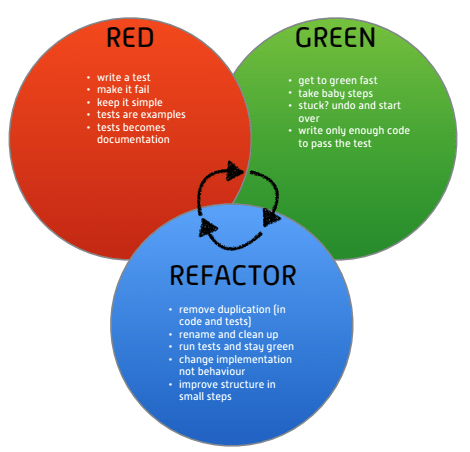 RED
• write a test
• make it fail
• keep it simple
• tests are examples
• tests becomes
documentation
GREEN
• get to green fast
• take baby steps
• stuck? undo and start
over
• write only enough code
to pass the test
REFACTOR
• remove duplication (in
code and tests)
• rename and clean up
• run tests and stay green
• change implementation
not behaviour
• improve structure in
small steps